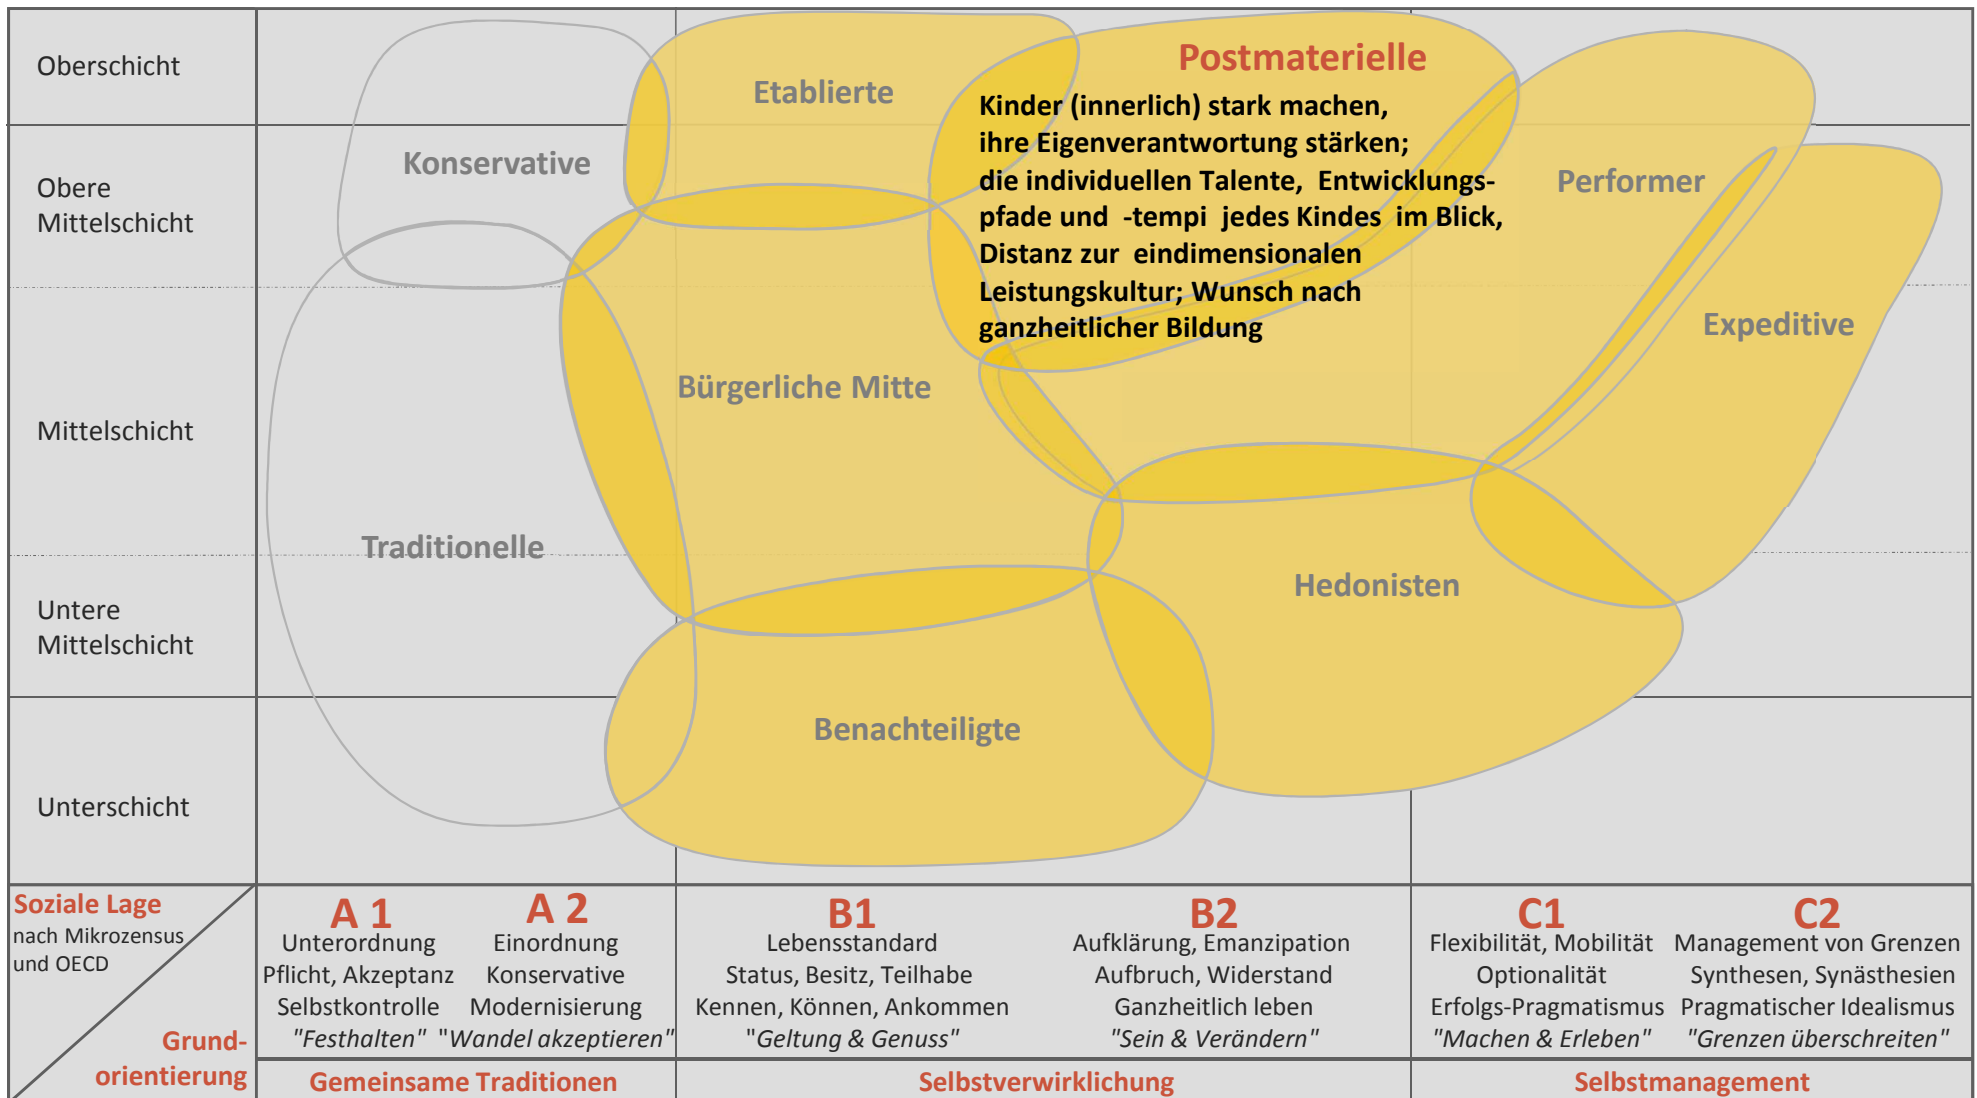 Oberschicht
Obere
Mittelschicht
Mittelschicht
Untere
Mittelschicht
Unterschicht
Konservative
Traditionelle
Etablierte
Bürgerliche Mitte
Benachteiligte
Postmaterielle
Kinder (innerlich) stark machen,
ihre Eigenverantwortung stärken;
die individuellen Talente, Entwicklungs-
pfade und -tempi jedes Kindes im Blick,
Distanz zur eindimensionalen
Leistungskultur; Wunsch nach
ganzheitlicher Bildung
Performer
Expeditive
Hedonisten
Soziale Lage
nach Mikrozensus
und OECD
Grund-
orientierung
A 1
Unterordnung
Pflicht, Akzeptanz
Selbstkontrolle
"Festhalten"
A 2
Einordnung
Konservative
Modernisierung
"Wandel akzeptieren"
B1
Lebensstandard
Status, Besitz, Teilhabe
Kennen, Können, Ankommen
"Geltung & Genuss"
B2
Aufklärung, Emanzipation
Aufbruch, Widerstand
Ganzheitlich leben
"Sein & Verändern"
C1
Flexibilität, Mobilität
Optionalität
Erfolgs-Pragmatismus
"Machen & Erleben"
C2
Management von Grenzen
Synthesen, Synästhesien
Pragmatischer Idealismus
"Grenzen überschreiten"
Gemeinsame Traditionen
Selbstverwirklichung
Selbstmanagement